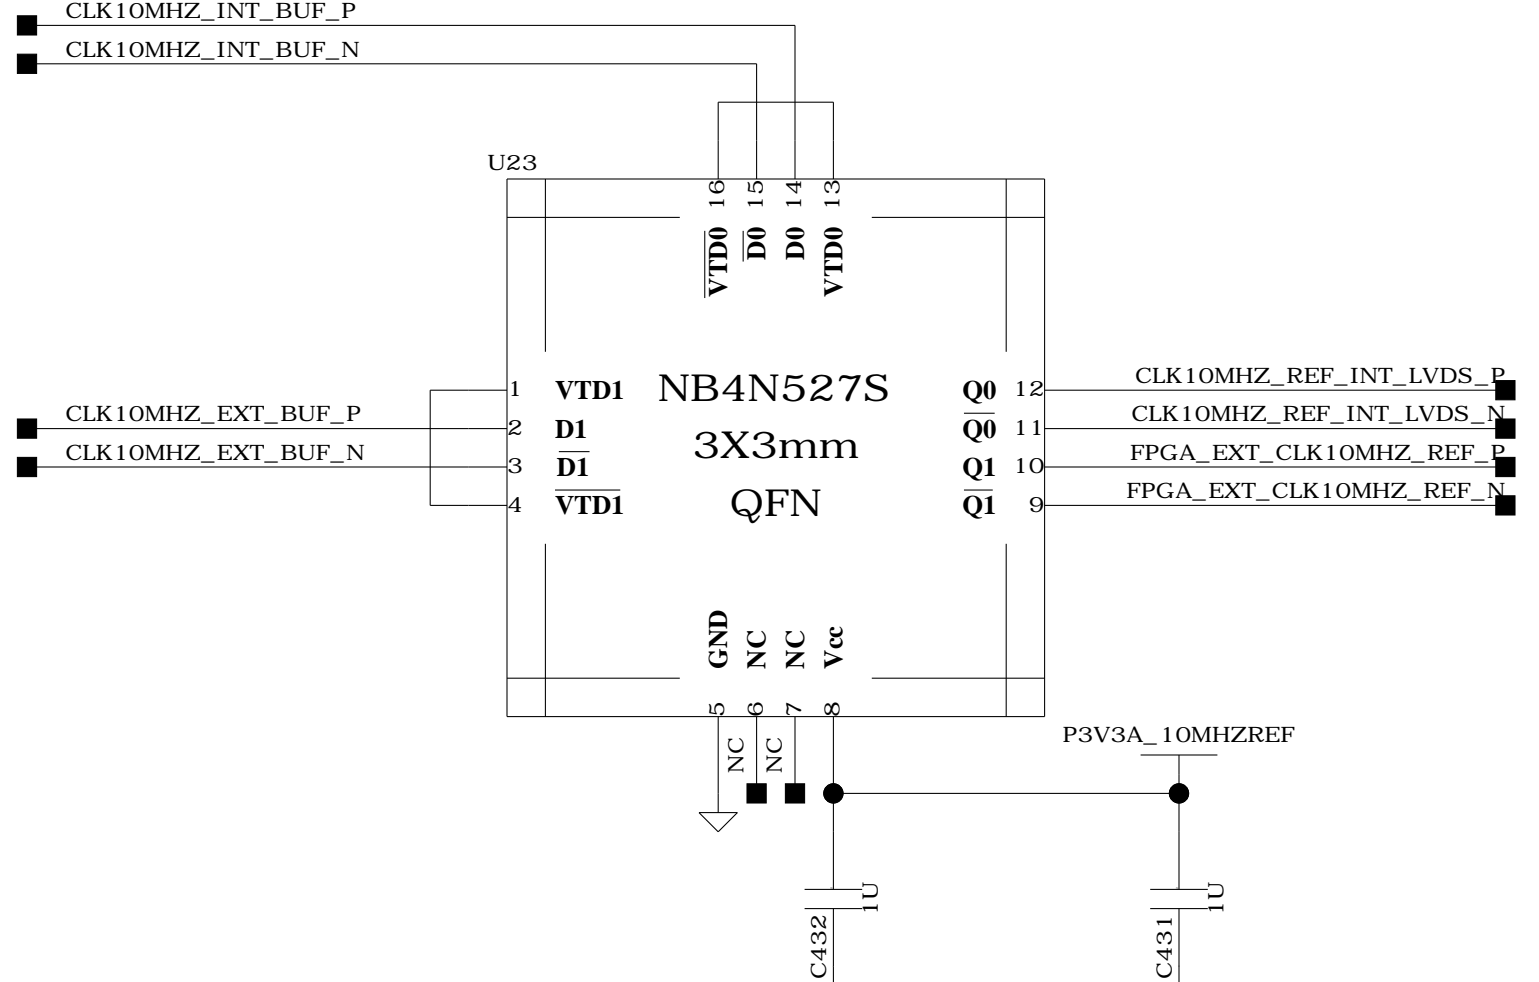 CLK10MHZ_INT_BUF_P
CLK10MHZ_INT_BUF_N
U23
16 15 14 13
VTD0 D0 D0 VTD0
CLK10MHZ_EXT_BUF_P
CLK10MHZ_EXT_BUF_N
1 VTD1
2 D1
3 D1
4 VTD1
NB4N527S
3X3mm
QFN
Q0 12 CLK10MHZ_REF_INT_LVDS_P
Q0 11 CLK10MHZ_REF_INT_LVDS_N
Q1 10 FPGA_EXT_CLK10MHZ_REF_P
Q1 9 FPGA_EXT_CLK10MHZ_REF_N
GND NC NC Vcc
5 6 7 8
NC NC
P3V3A_10MHZREF
1U
C432
1U
C431